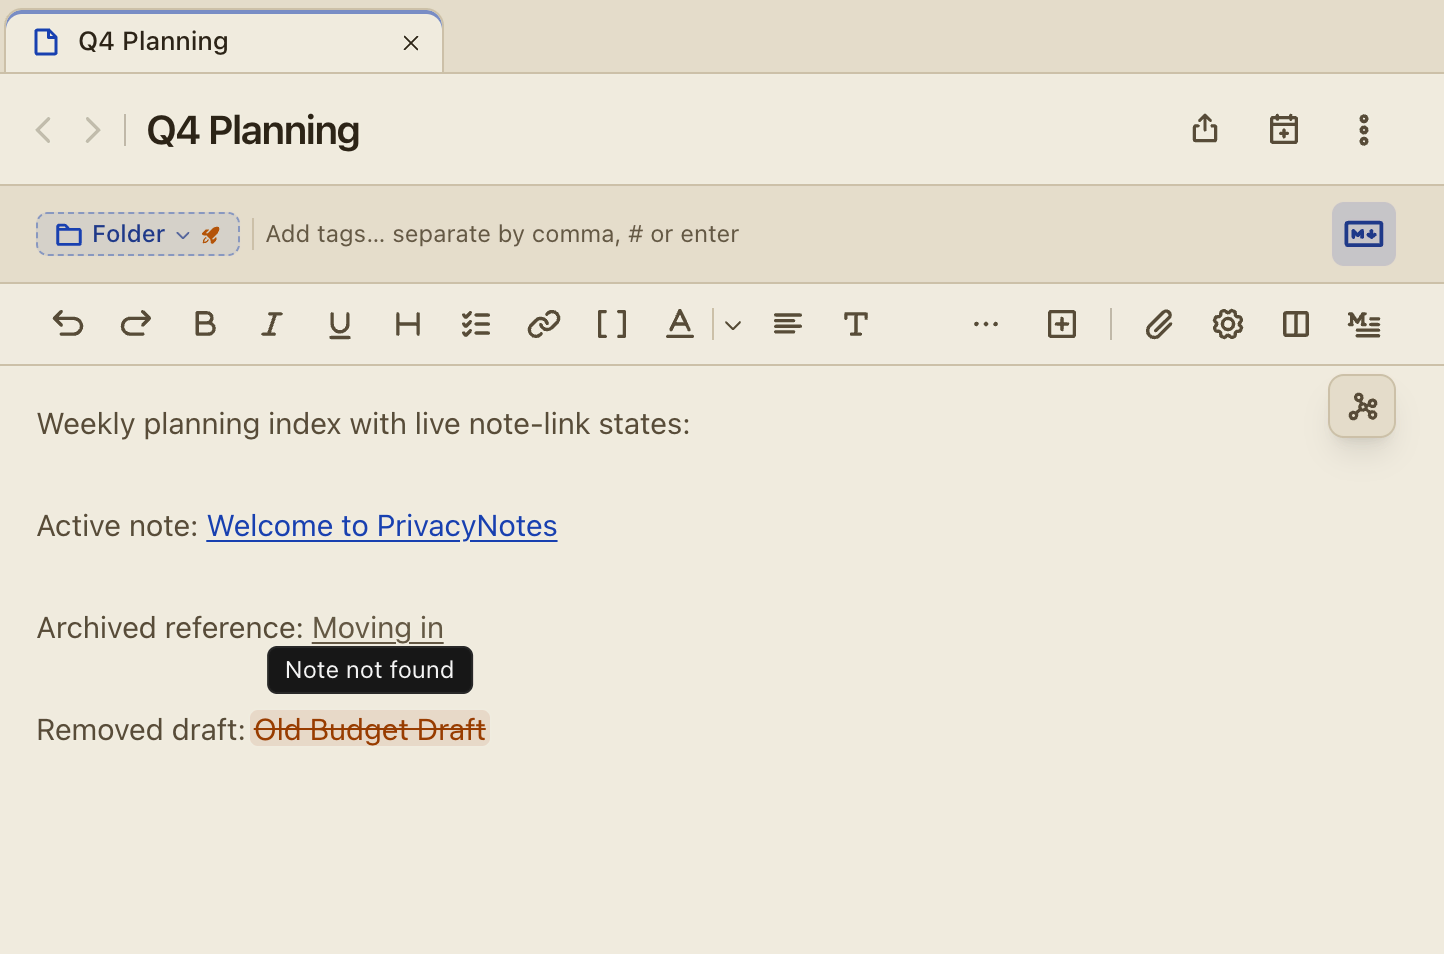 Q4 Planning
Q4 Planning
Folder
Add tags... separate by comma, # or enter
Weekly planning index with live note-link states:
Active note: Welcome to PrivacyNotes
Archived reference: Moving in
Note not found
Removed draft: Old Budget Draft